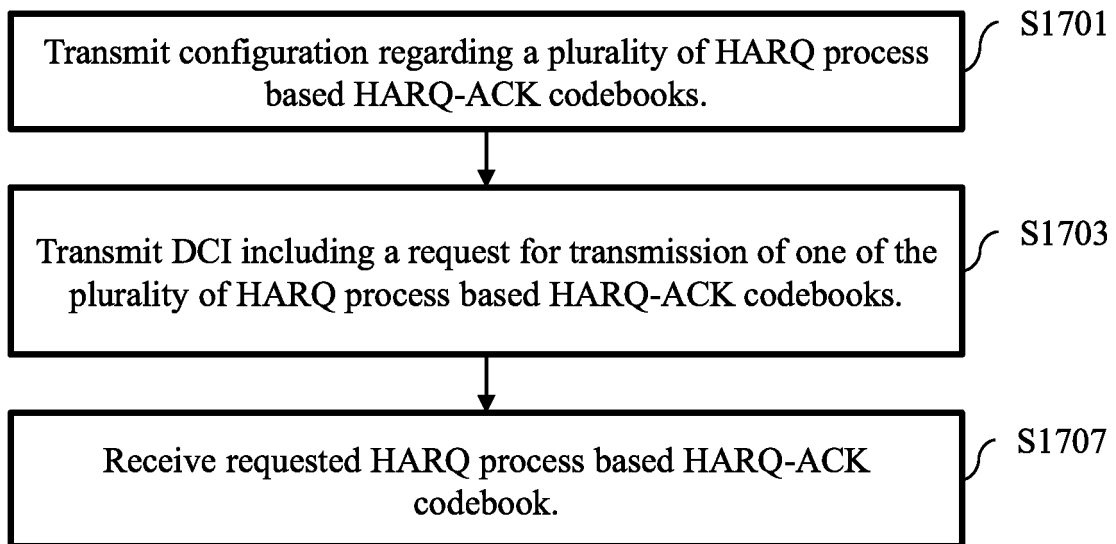 Transmit configuration regarding a plurality of HARQ process
based HARQ-ACK codebooks.
S1701
Transmit DCI including a request for transmission of one of the
plurality of HARQ process based HARQ-ACK codebooks.
S1703
Receive requested HARQ process based HARQ-ACK
codebook.
S1707